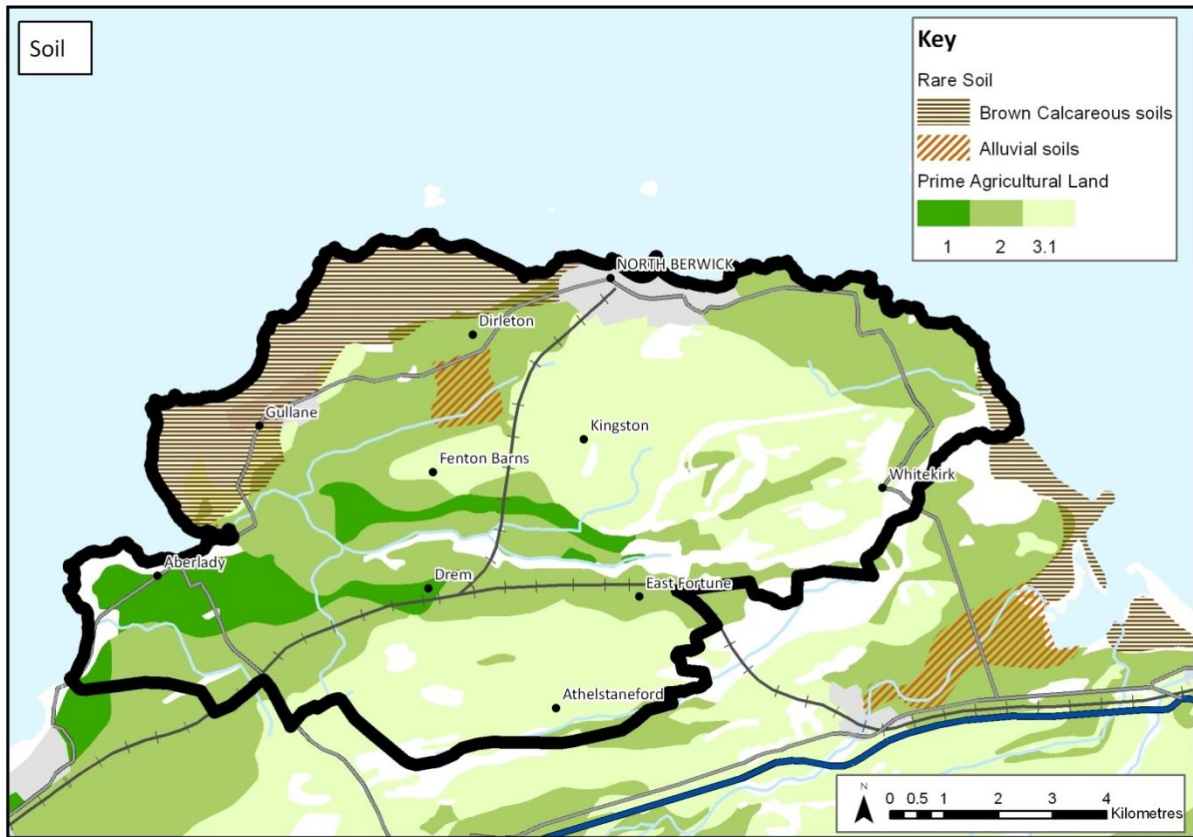 Soil
Key
Rare Soil
Brown Calcareous soils
Alluvial soils
Prime Agricultural Land
1 2 3.1
NORTH BERWICK
Dirleton
Gullane
Kingston
Fenton Barns
Whitekirk
Aberlady
Drem
East Fortune
Athelstaneford
N
0 0.5 1 2 3 4
Kilometres